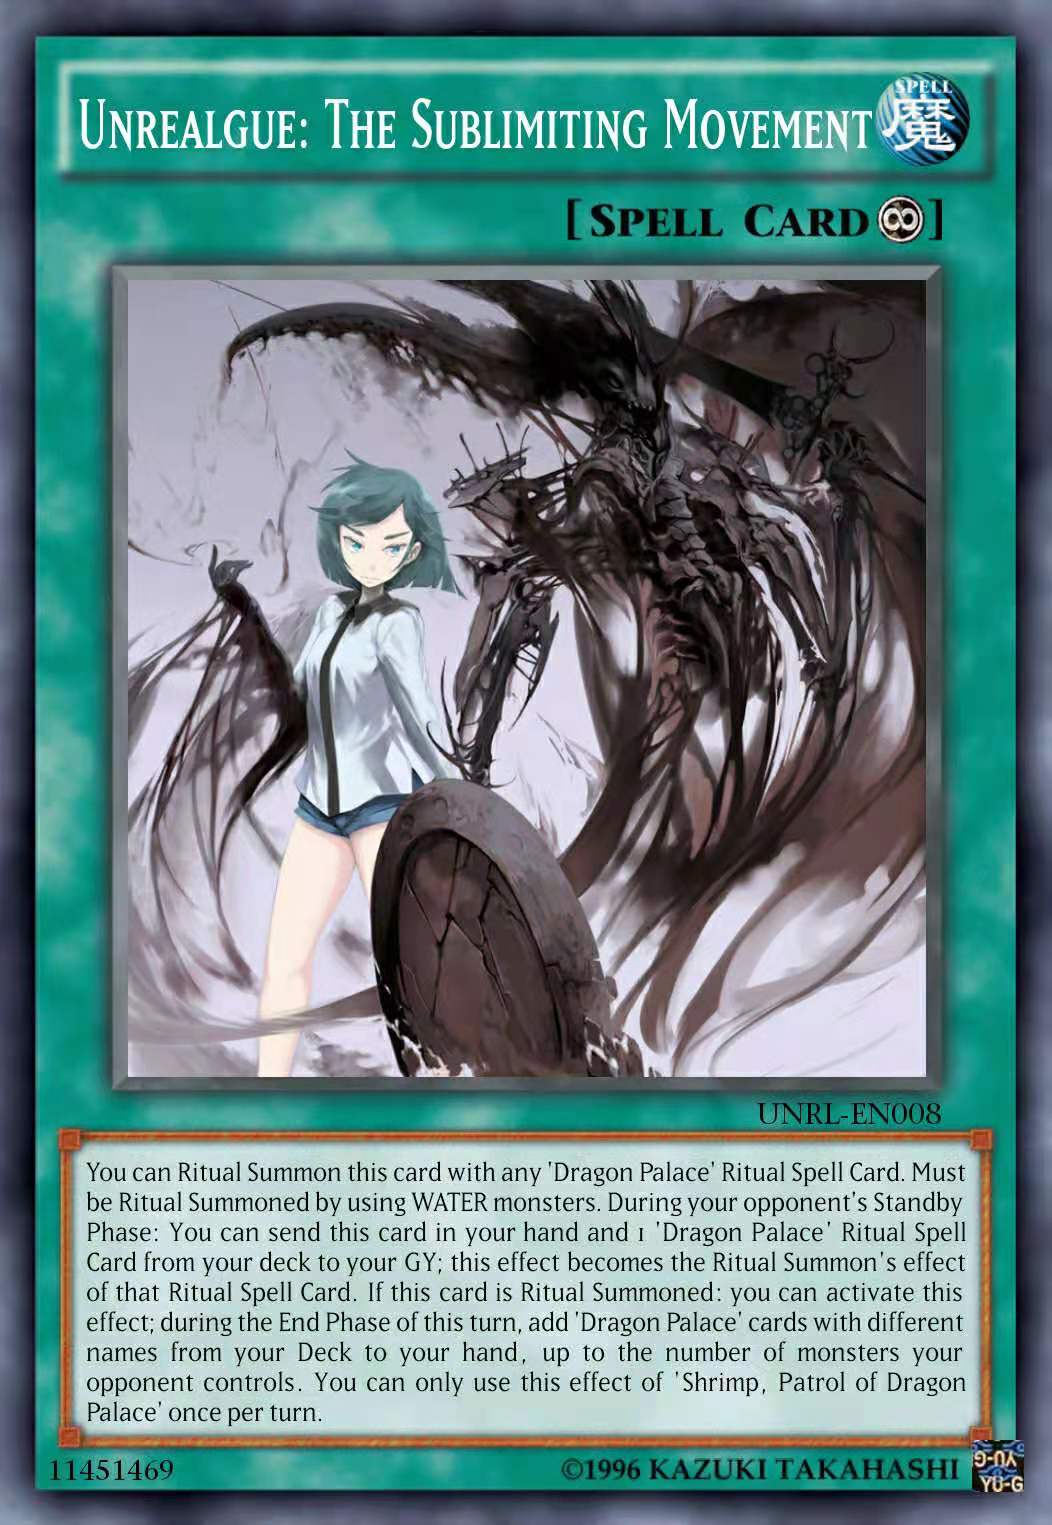 UNREALGUE: THE SUBLIMITING MOVEMENT
SPELL
魔
[SPELL CARD]
UNRL-EN008
You can Ritual Summon this card with any 'Dragon Palace' Ritual Spell Card. Must
be Ritual Summoned by using WATER monsters. During your opponent's Standby
Phase: You can send this card in your hand and 1 'Dragon Palace' Ritual Spell
Card from your deck to your GY; this effect becomes the Ritual Summon's effect
of that Ritual Spell Card. If this card is Ritual Summoned: you can activate this
effect; during the End Phase of this turn, add 'Dragon Palace' cards with different
names from your Deck to your hand, up to the number of monsters your
opponent controls. You can only use this effect of 'Shrimp, Patrol of Dragon
Palace' once per turn.
11451469
©1996 KAZUKI TAKAHASHI
YU-G
YU-G